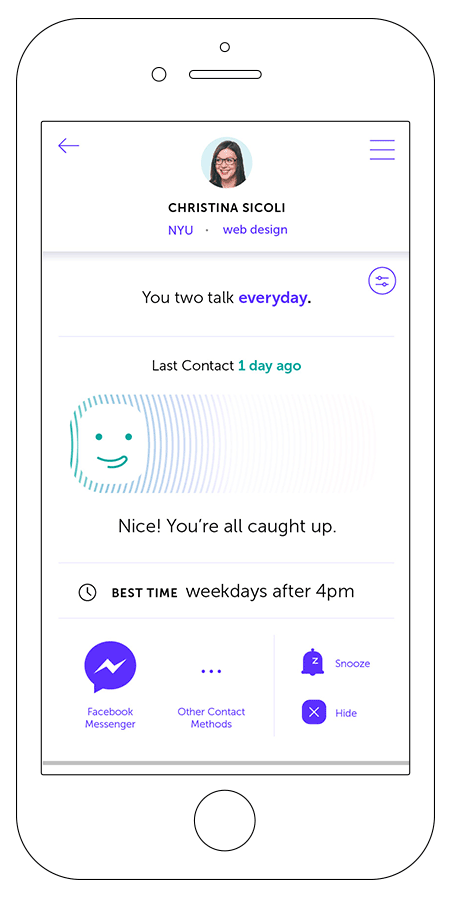 CHRISTINA SICOLI
NYU · web design
You two talk everyday.
Last Contact 1 day ago
Nice! You’re all caught up.
BEST TIME weekdays after 4pm
Facebook
Messenger
Other Contact
Methods
z
Snooze
Hide